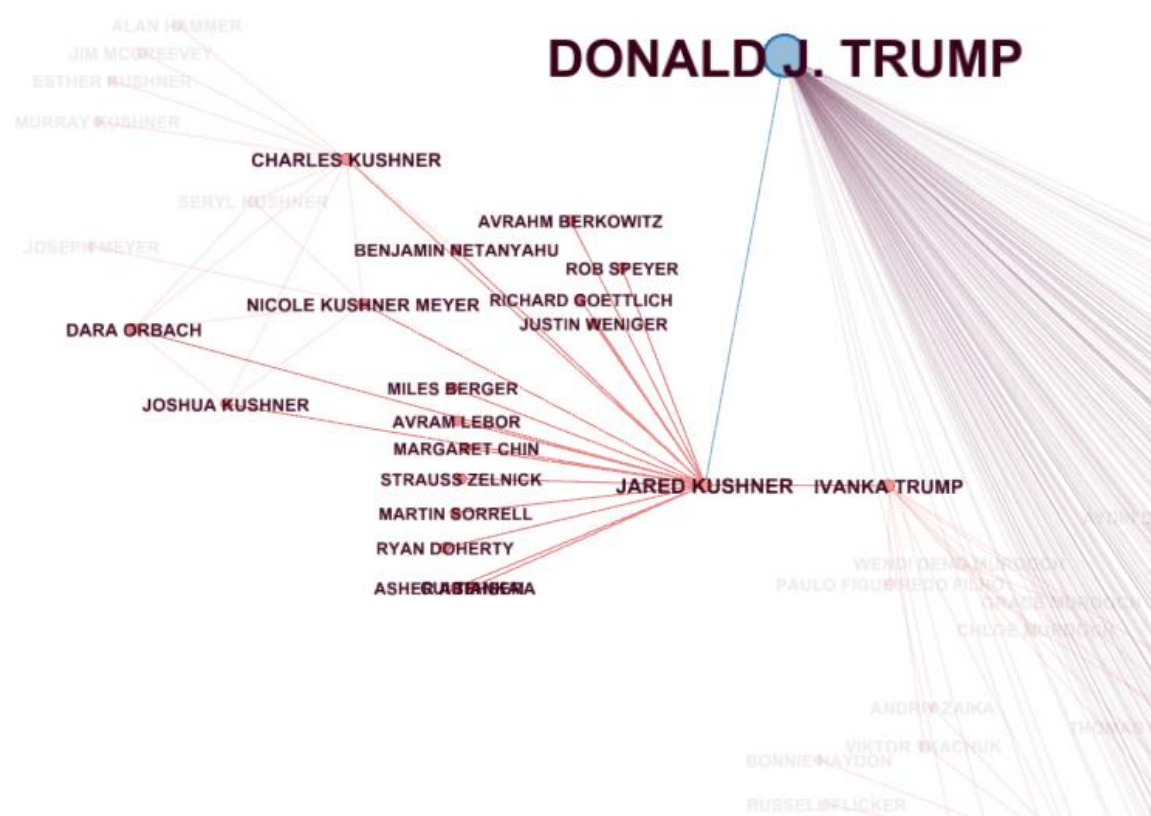 ALAN HAMMER
DONALD J. TRUMP
JIM MCGREEVEY
ESTHER KUSHNER
MURRAY KUSHNER
CHARLES KUSHNER
SERYL KUSHNER
AVRAHM BERKOWITZ
JOSEPH MEYER
BENJAMIN NETANYAHU
ROB SPEYER
NICOLE KUSHNER MEYER
RICHARD GOETTLICH
JUSTIN WENIGER
DARA ORBACH
MILES BERGER
JOSHUA KUSHNER
AVRAM LEBOR
MARGARET CHIN
STRAUSS ZELNICK
JARED KUSHNER
IVANKA TRUMP
MARTIN SORRELL
RYAN DOHERTY
WENDI DENG MURDOCH
PAULO FIGUEIREDO FILHO
ASHER
GRACE MURDOCH
CHLOE MURDOCH
ANDRIY ZAIKA
THOMAS
VIKTOR TKACHUK
BONNIE HAYDON
RUSSELL FLICKER